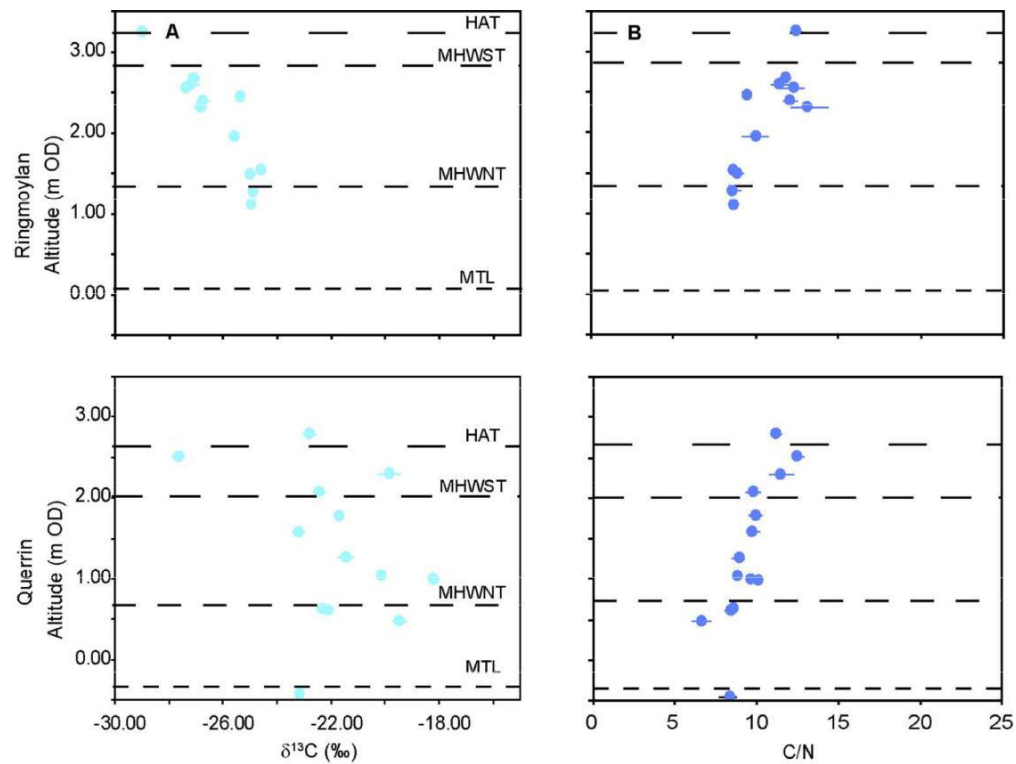 A
HAT
3.00
MHWST
2.00
MHWNT
1.00
MTL
0.00
Ringmoylan
Altitude (m OD)
B
3.00
HAT
MHWST
2.00
1.00
MHWNT
0.00
MTL
Querrin
Altitude (m OD)
-30.00 -26.00 -22.00 -18.00
δ¹³C (‰)
0 5 10 15 20 25
C/N